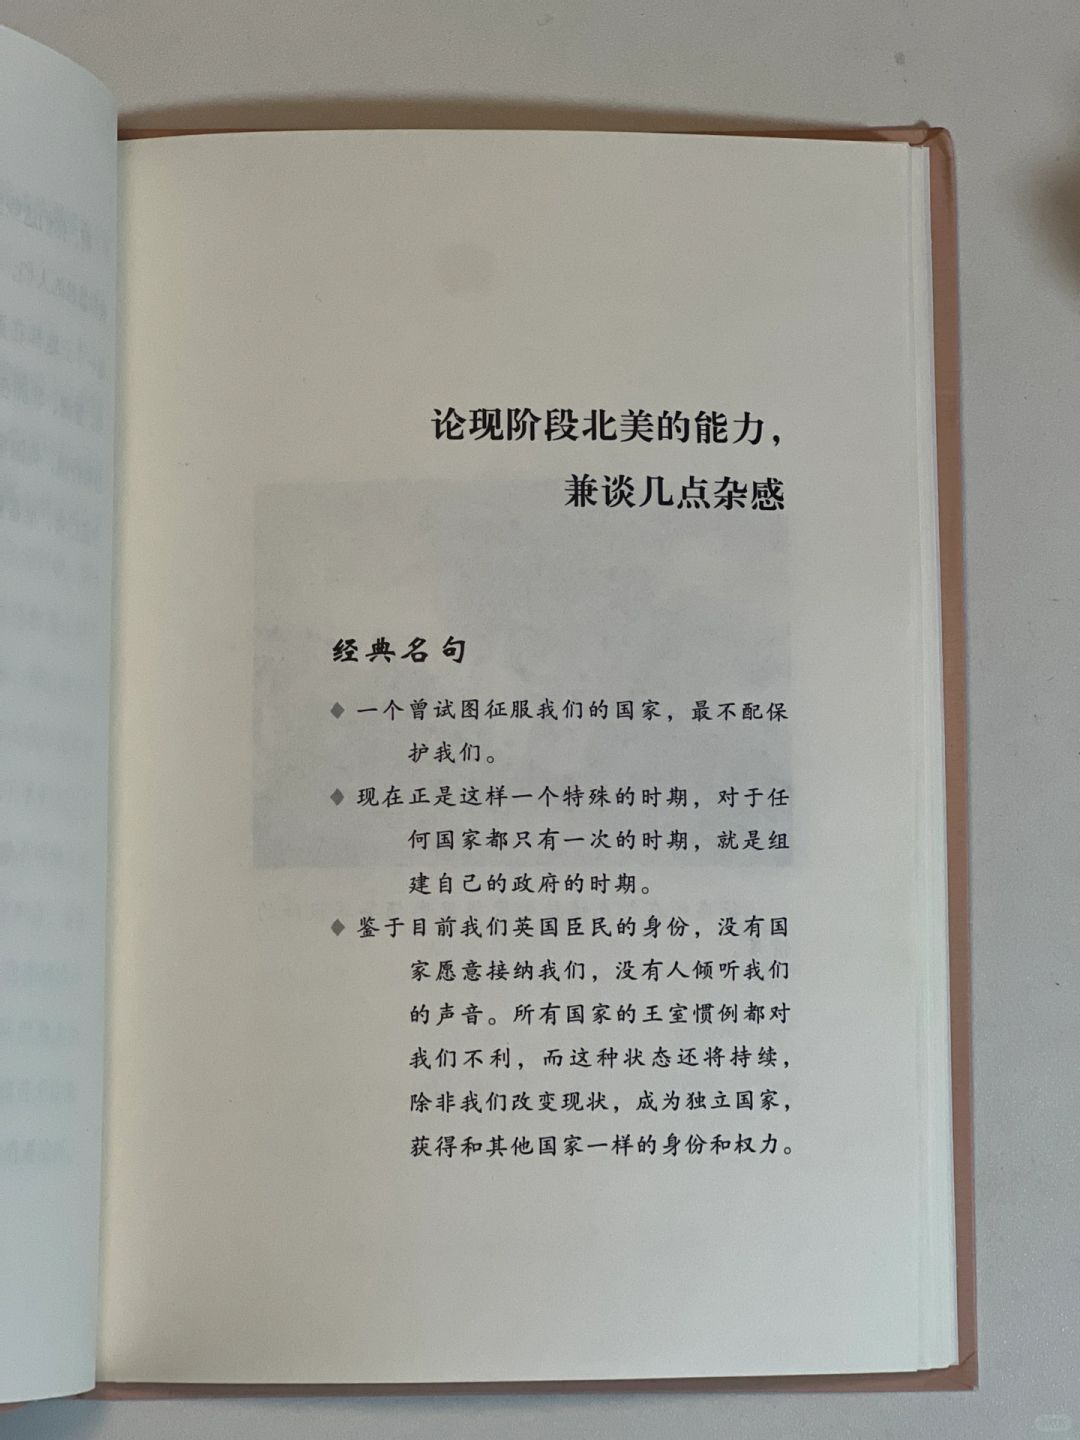 论现阶段北美的能力，
兼谈几点杂感
经典名句
◆ 一个曾试图征服我们的国家，最不配保
护我们。
◆ 现在正是这样一个特殊的时期，对于任
何国家都只有一次的时期，就是组
建自己的政府的时期。
◆ 鉴于目前我们英国臣民的身份，没有国
家愿意接纳我们，没有人倾听我们
的声音。所有国家的王室惯例都对
我们不利，而这种状态还将持续，
除非我们改变现状，成为独立国家，
获得和其他国家一样的身份和权力。